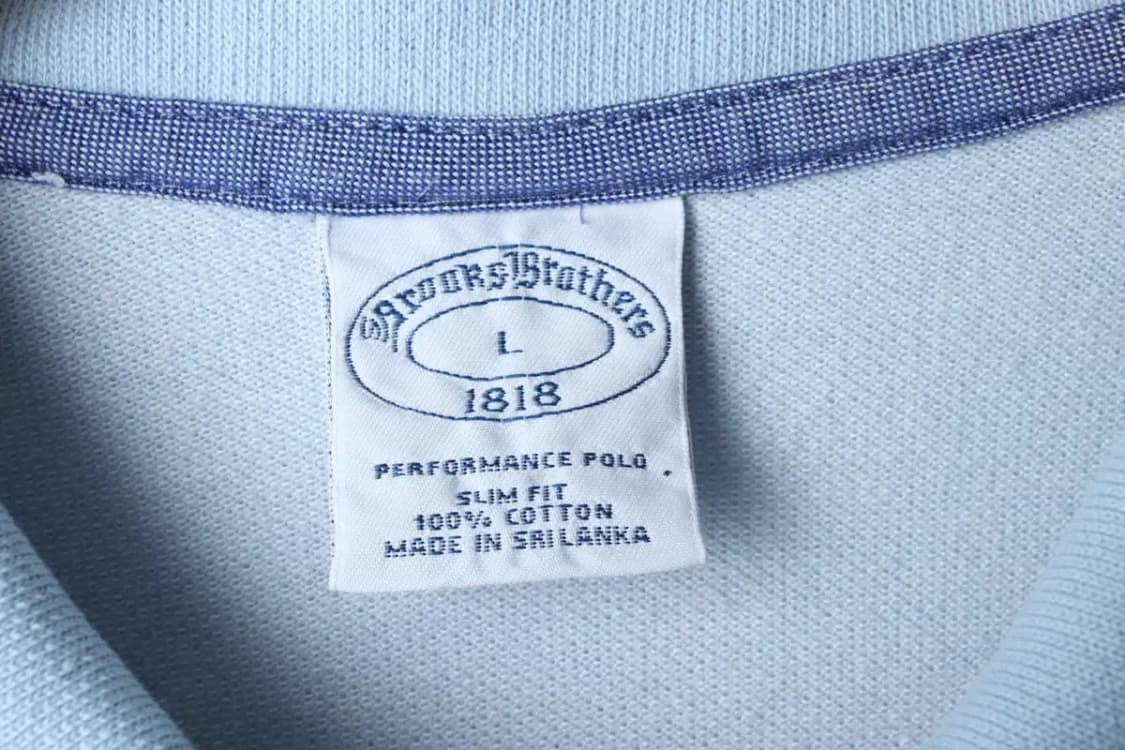 Brooks Brothers
L
1818
PERFORMANCE POLO
SLIM FIT
100% COTTON
MADE IN SRI LANKA